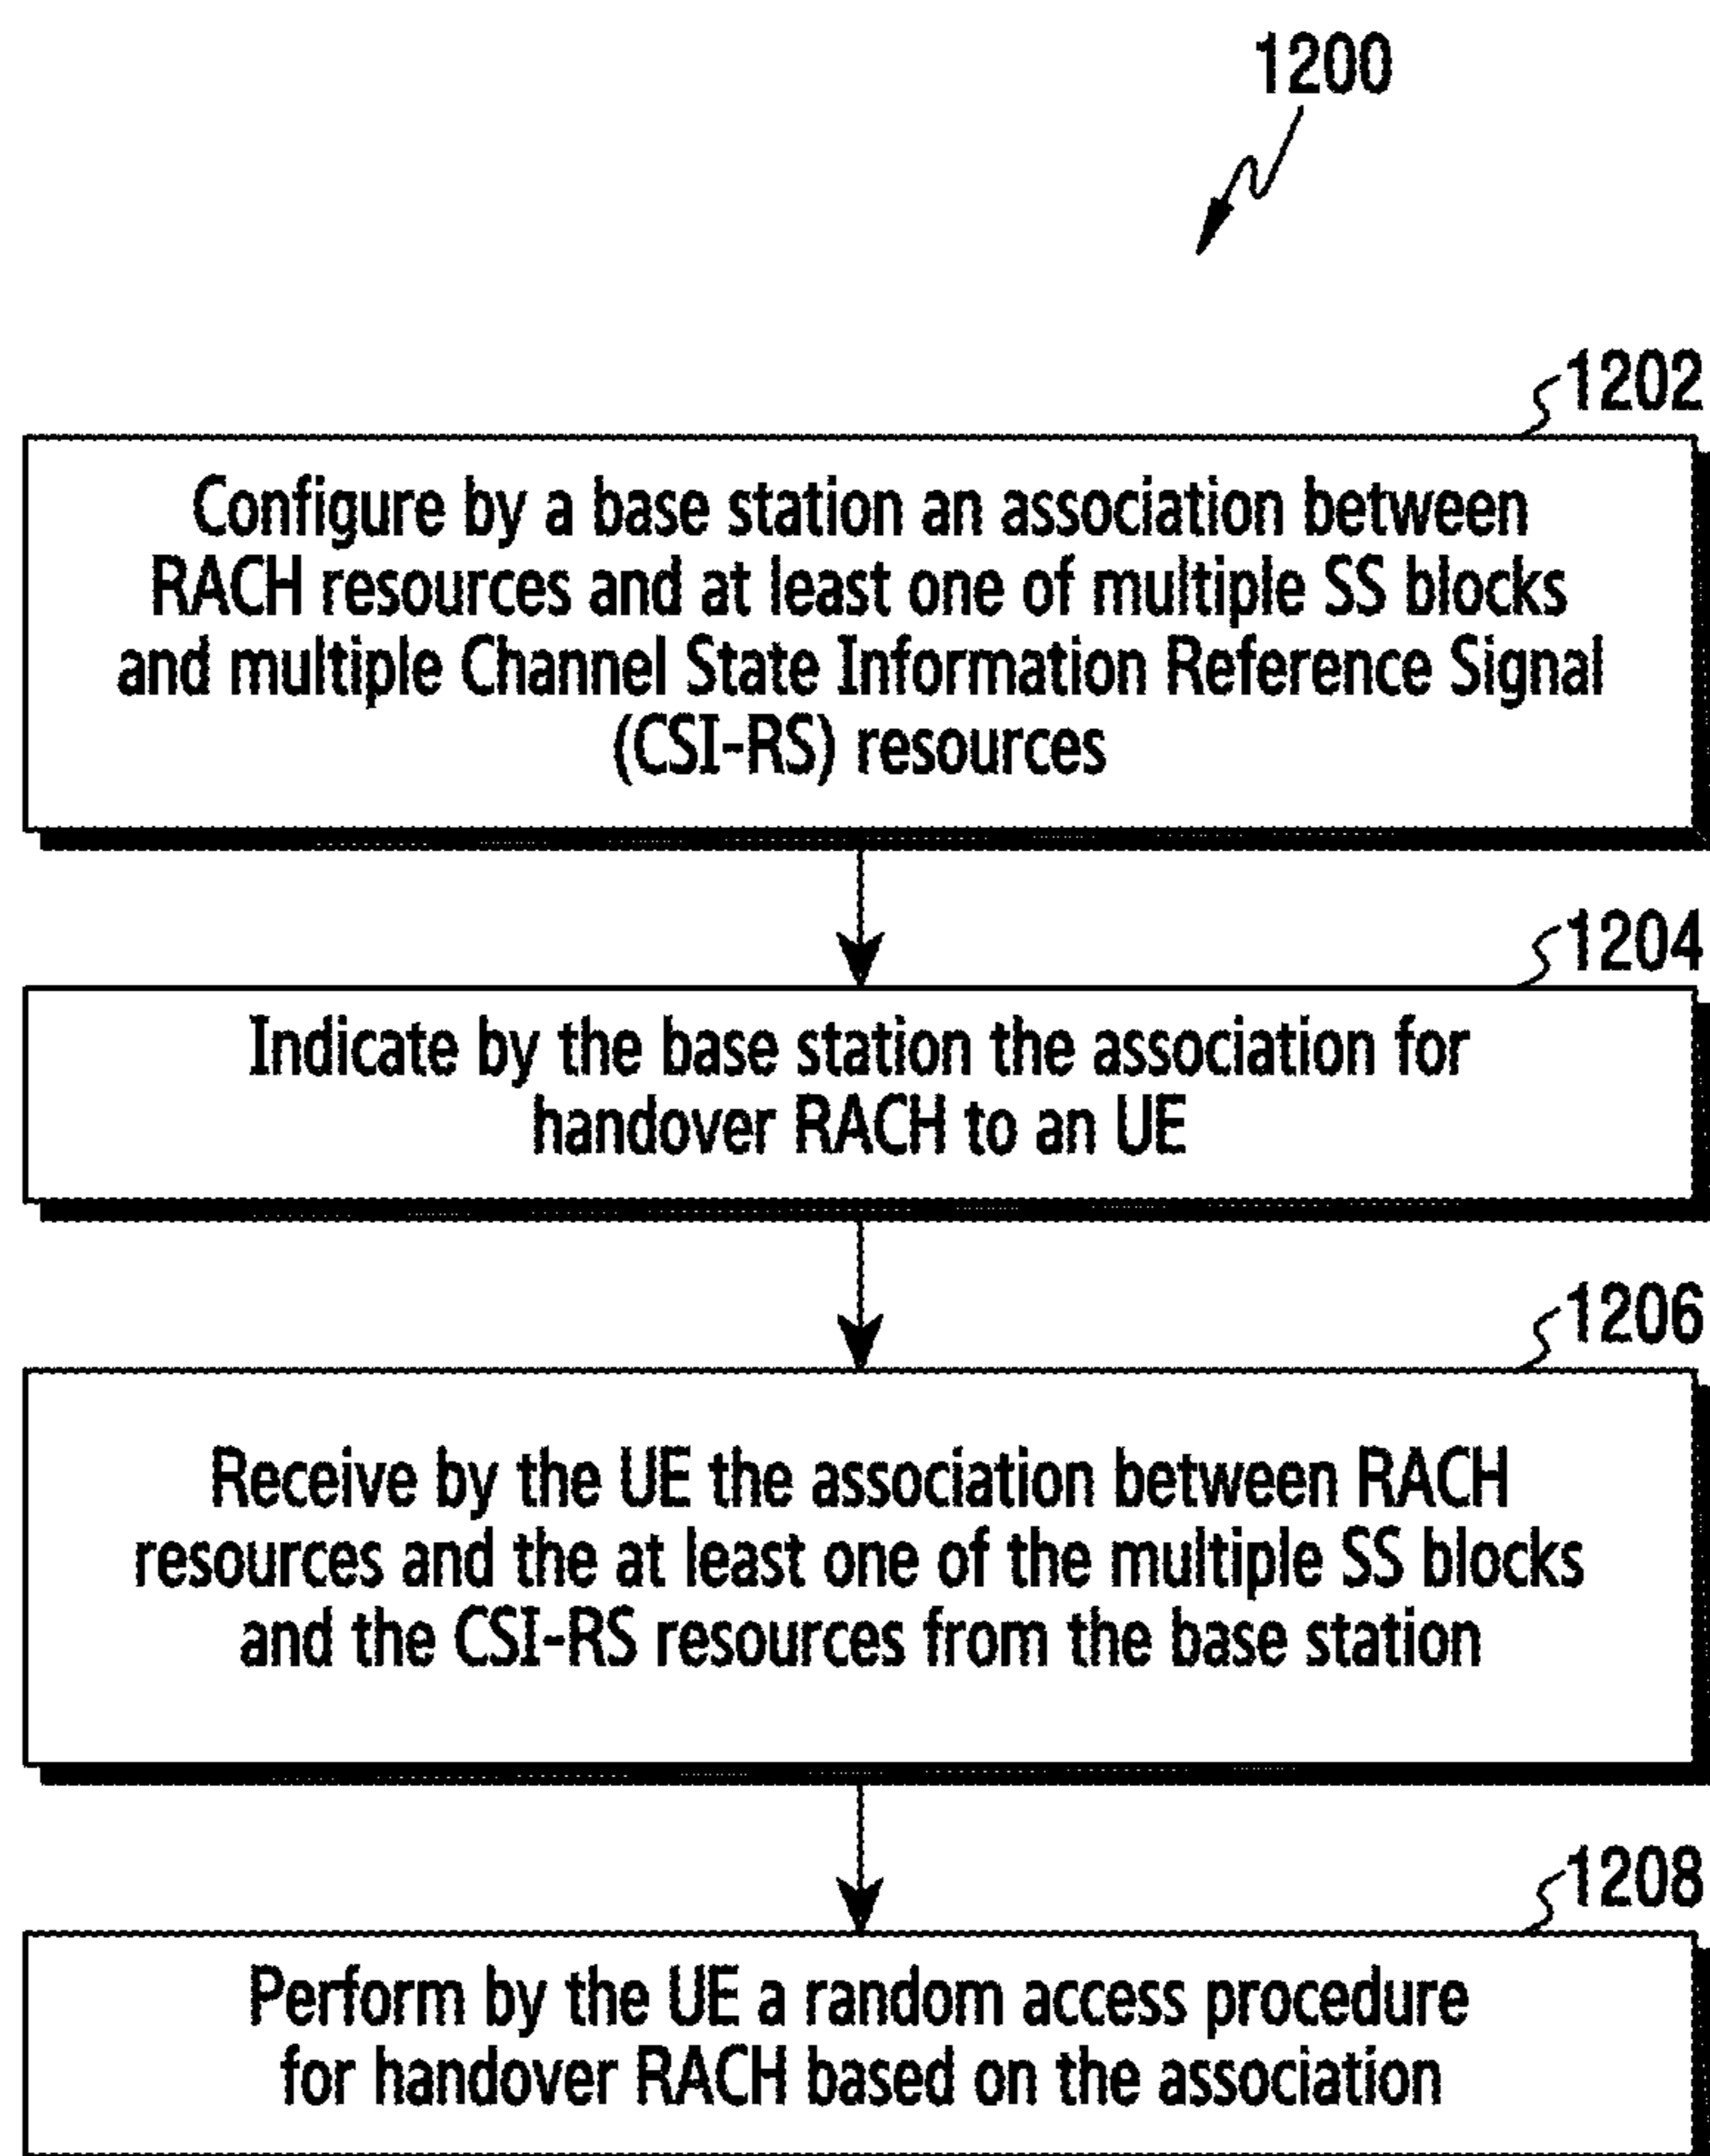 1200
1202
Configure by a base station an association between
RACH resources and at least one of multiple SS blocks
and multiple Channel State Information Reference Signal
(CSI-RS) resources
1204
Indicate by the base station the association for
handover RACH to an UE
1206
Receive by the UE the association between RACH
resources and the at least one of the multiple SS blocks
and the CSI-RS resources from the base station
1208
Perform by the UE a random access procedure
for handover RACH based on the association